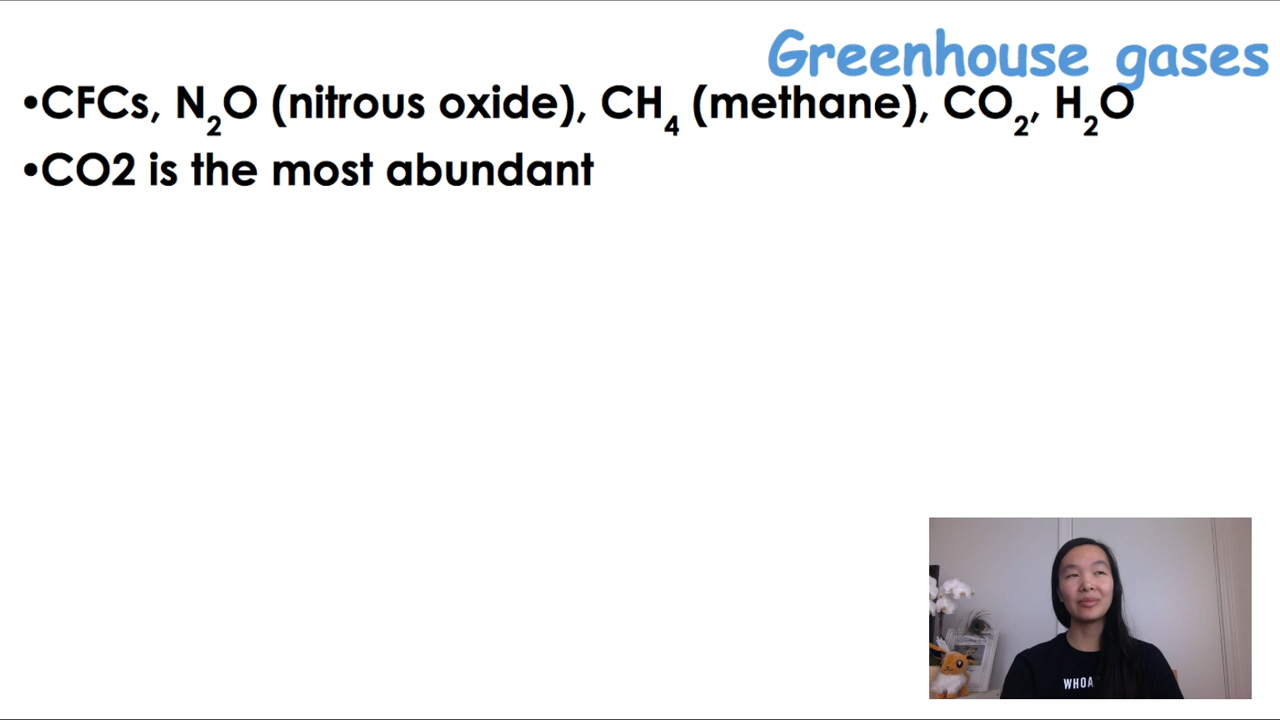 Greenhouse gases
•CFCs, N₂O (nitrous oxide), CH₄ (methane), CO₂, H₂O
•CO2 is the most abundant
WHOA